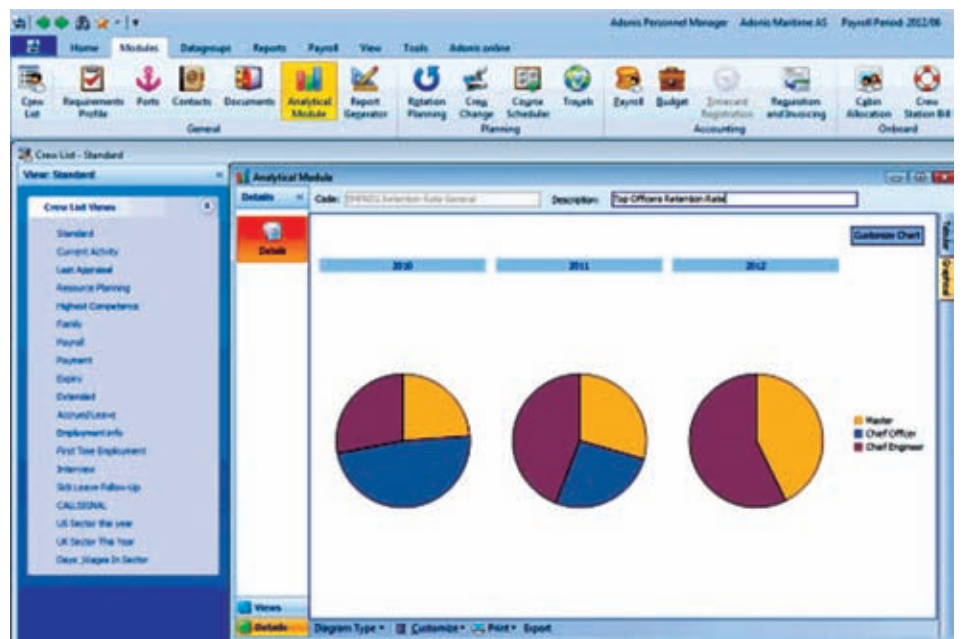 Adonis Personnel Manager Adonis Maritime AS Payroll Period 2012/06
Home Modules Datagroups Reports Payroll View Tools Adonis online
Crew List
Requirements Profile
Ports
Contacts
Documents
Analytical Module
Report Generator
Rotation Planning
Crew Change
Course Scheduler
Travels
Payroll
Budget
Timecard Registration
Requisition and Invoicing
Cabin Allocation
Crew Station Bill
General
Planning
Accounting
Onboard
Crew List - Standard
View: Standard
Crew List Views
Standard
Current Activity
Last Appraisal
Resource Planning
Highest Competence
Family
Payroll
Payment
Expiry
Extended
Accrued Leave
Employment info
First Time Employment
Interview
Sick Leave Follow-Up
CALLSIGNAL
US Sector the year
UK Sector The Year
Days_Wages In Sector
Analytical Module
Details
Code: Retention Rate General
Description: Top Officers Retention Rate
Details
Customize Chart
Tabular
Graphical
2010 2011 2012
Master
Chief Officer
Chief Engineer
Views
Details
Diagram Type Customize Print Export